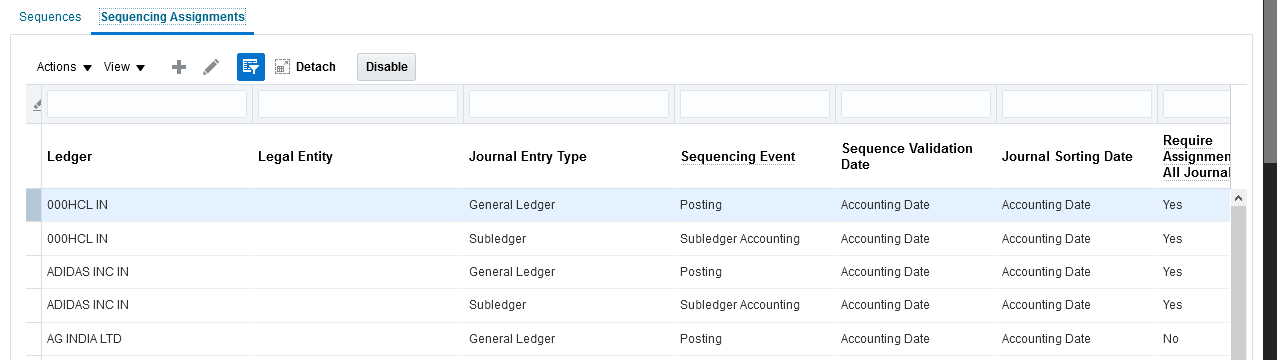 Sequences Sequencing Assignments
Actions View Detach Disable
Ledger Legal Entity Journal Entry Type Sequencing Event Sequence Validation Date Journal Sorting Date Require Assignmen All Journal
000HCL IN General Ledger Posting Accounting Date Accounting Date Yes
000HCL IN Subledger Subledger Accounting Accounting Date Accounting Date Yes
ADIDAS INC IN General Ledger Posting Accounting Date Accounting Date Yes
ADIDAS INC IN Subledger Subledger Accounting Accounting Date Accounting Date Yes
AG INDIA LTD General Ledger Posting Accounting Date Accounting Date No